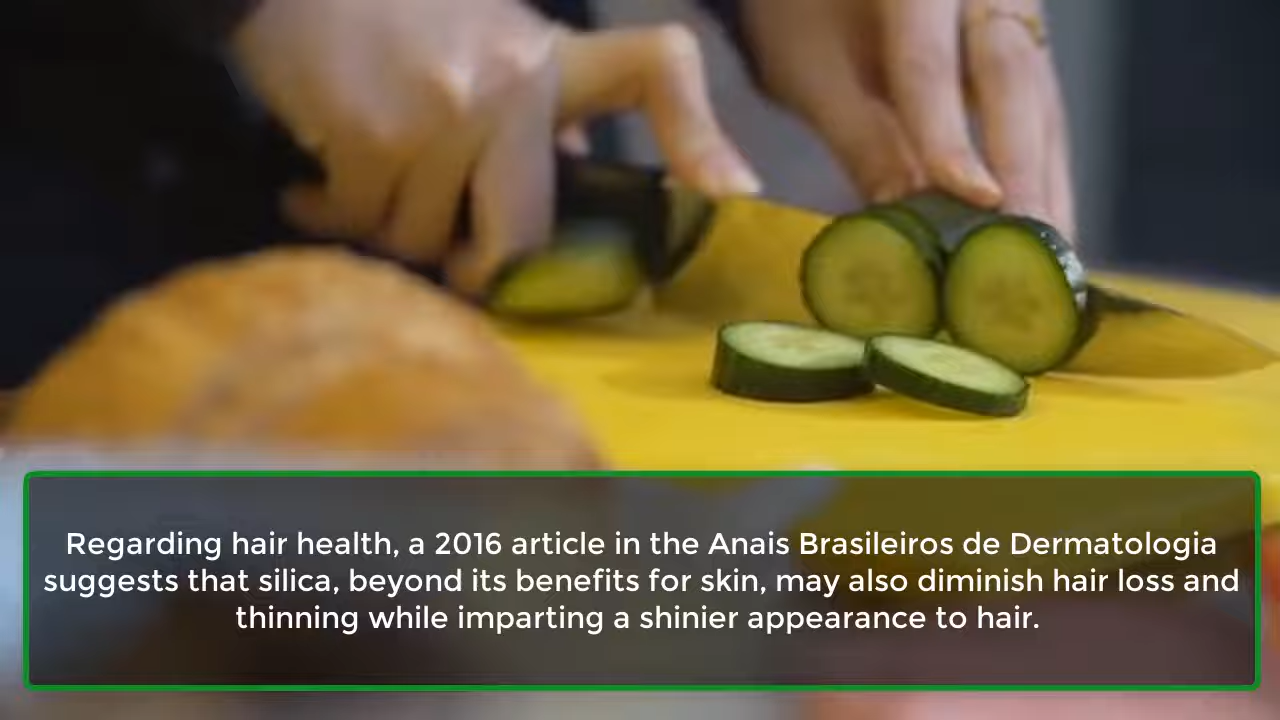 Regarding hair health, a 2016 article in the Anais Brasileiros de Dermatologia
suggests that silica, beyond its benefits for skin, may also diminish hair loss and
thinning while imparting a shinier appearance to hair.